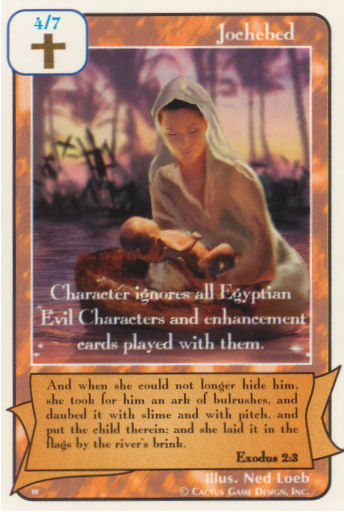 4/7
Jochebed
Character ignores all Egyptian
Evil Characters and enhancement
cards played with them.
And when she could not longer hide him,
she took for him an ark of bulrushes, and
daubed it with slime and with pitch, and
put the child therein; and she laid it in the
flags by the river's brink.
Exodus 2:3
Illus. Ned Loeb
W
© Cactus Game Design, Inc.